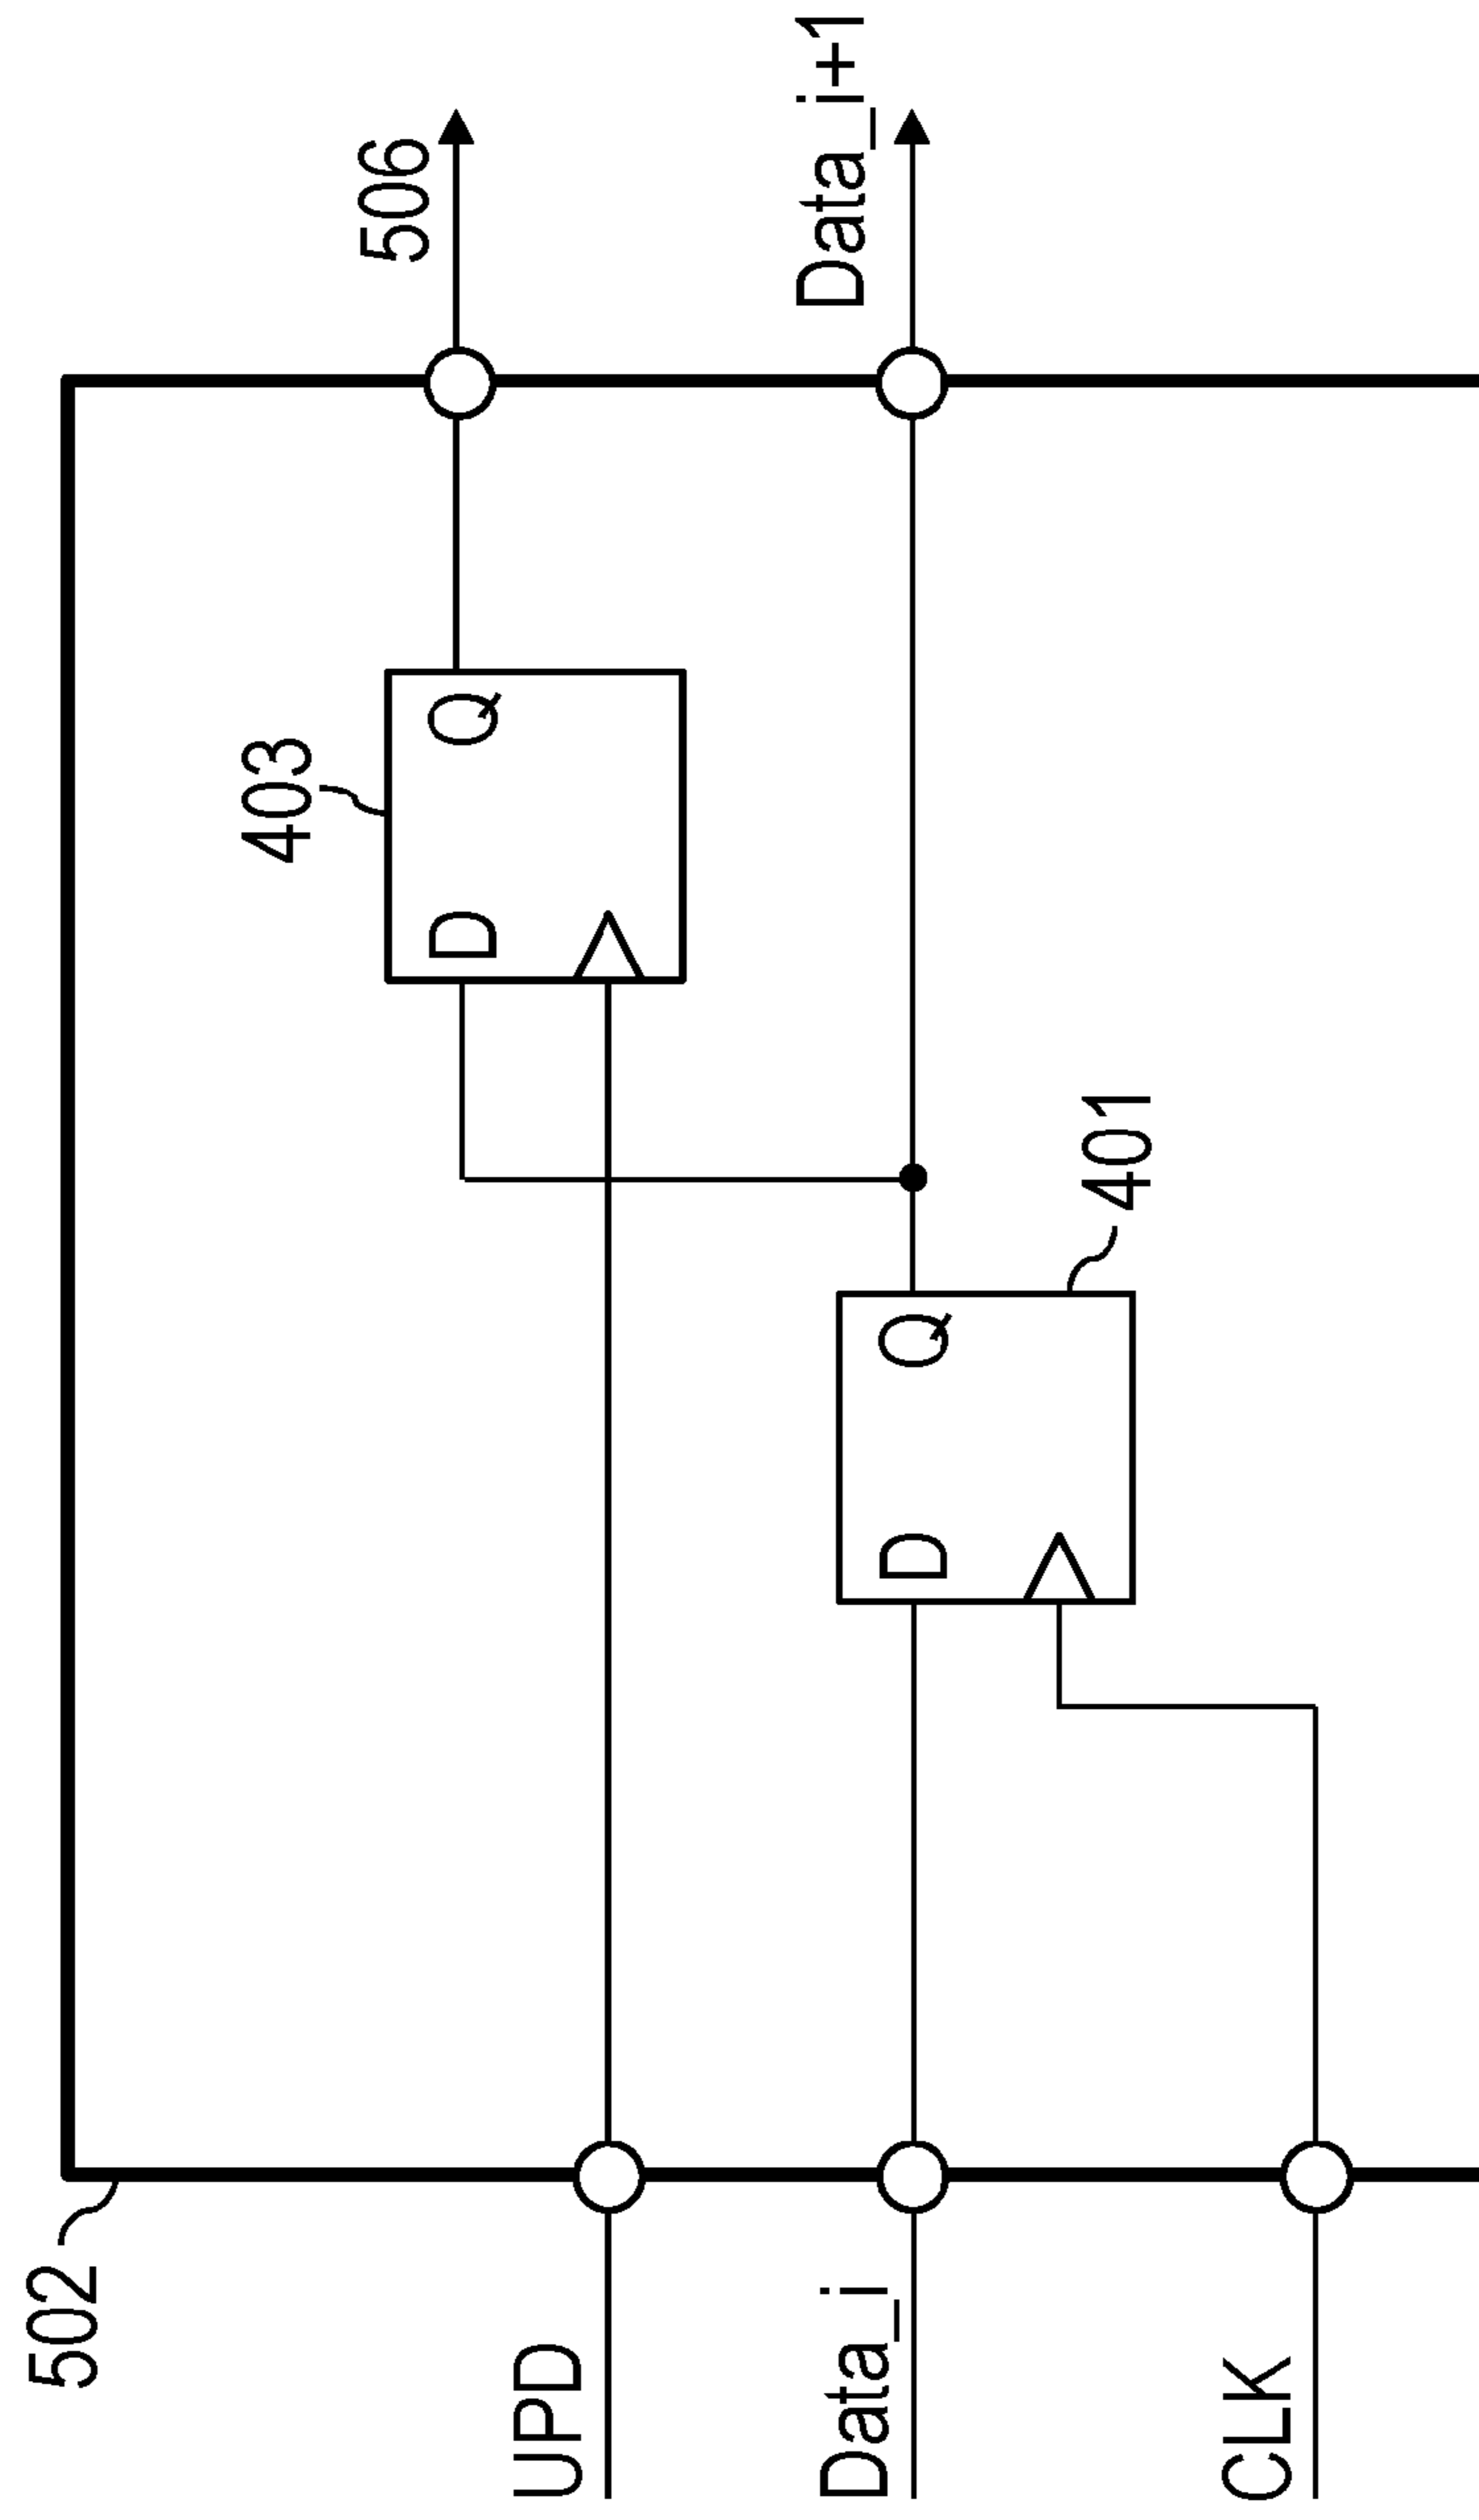 502
403
506
UPD
D
Q
Data_i
D
Q
Data_i+1
401
CLK